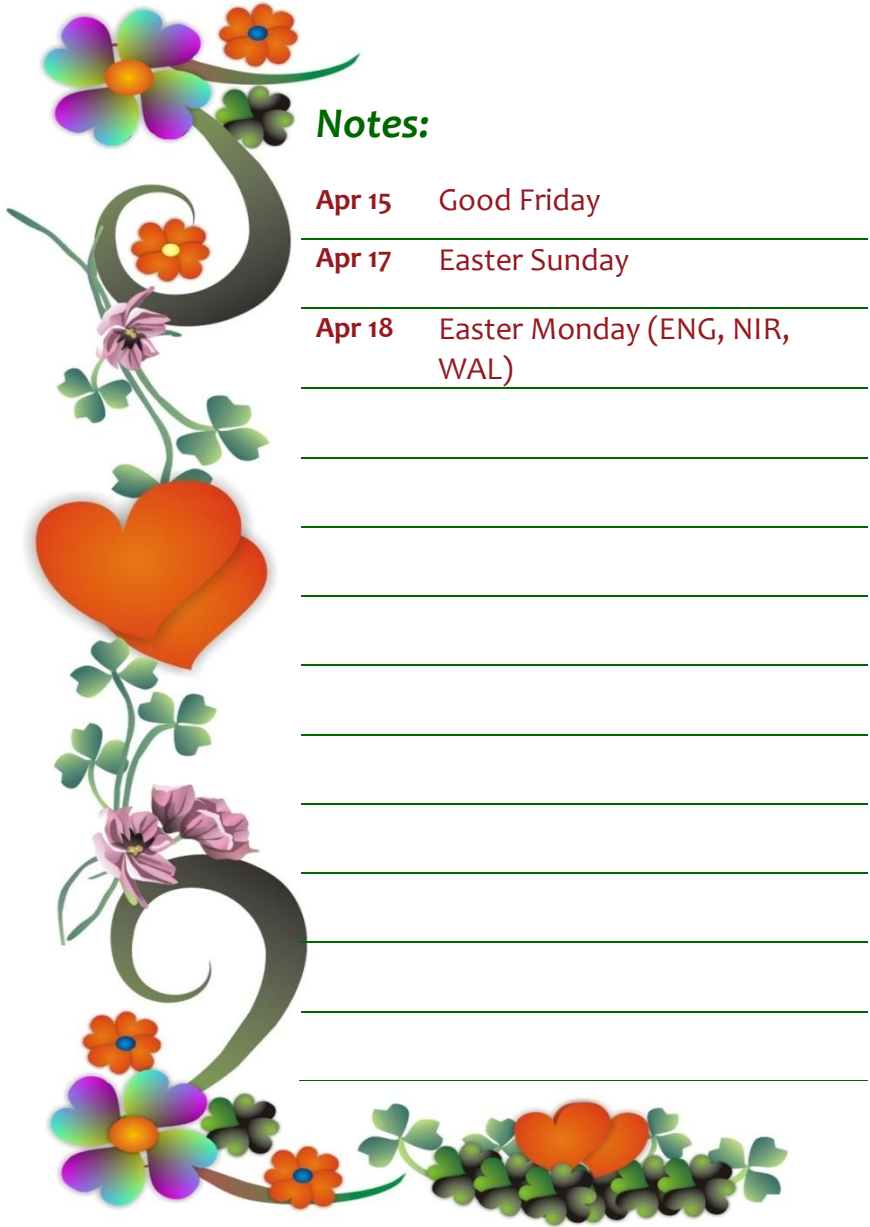 Notes:
Apr 15 Good Friday
Apr 17 Easter Sunday
Apr 18 Easter Monday (ENG, NIR,
WAL)